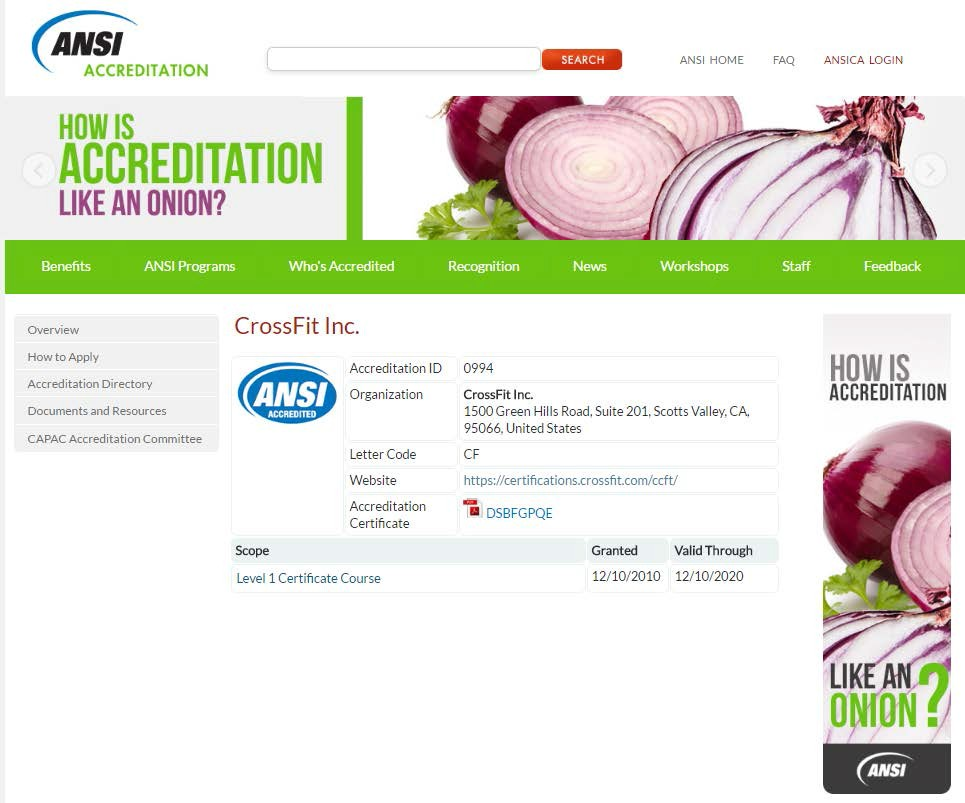 ANSI
ACCREDITATION
SEARCH
ANSI HOME FAQ ANSICA LOGIN
HOW IS
ACCREDITATION
LIKE AN ONION?
Benefits ANSI Programs Who's Accredited Recognition News Workshops Staff Feedback
Overview
How to Apply
Accreditation Directory
Documents and Resources
CAPAC Accreditation Committee
CrossFit Inc.
ANSI
ACCREDITED
Accreditation ID 0994
Organization CrossFit Inc.
1500 Green Hills Road, Suite 201, Scotts Valley, CA,
95066, United States
Letter Code CF
Website https://certifications.crossfit.com/ccft/
Accreditation
Certificate DSBFGPQE
Scope Granted Valid Through
Level 1 Certificate Course 12/10/2010 12/10/2020
HOW IS
ACCREDITATION
LIKE AN
ONION?
ANSI